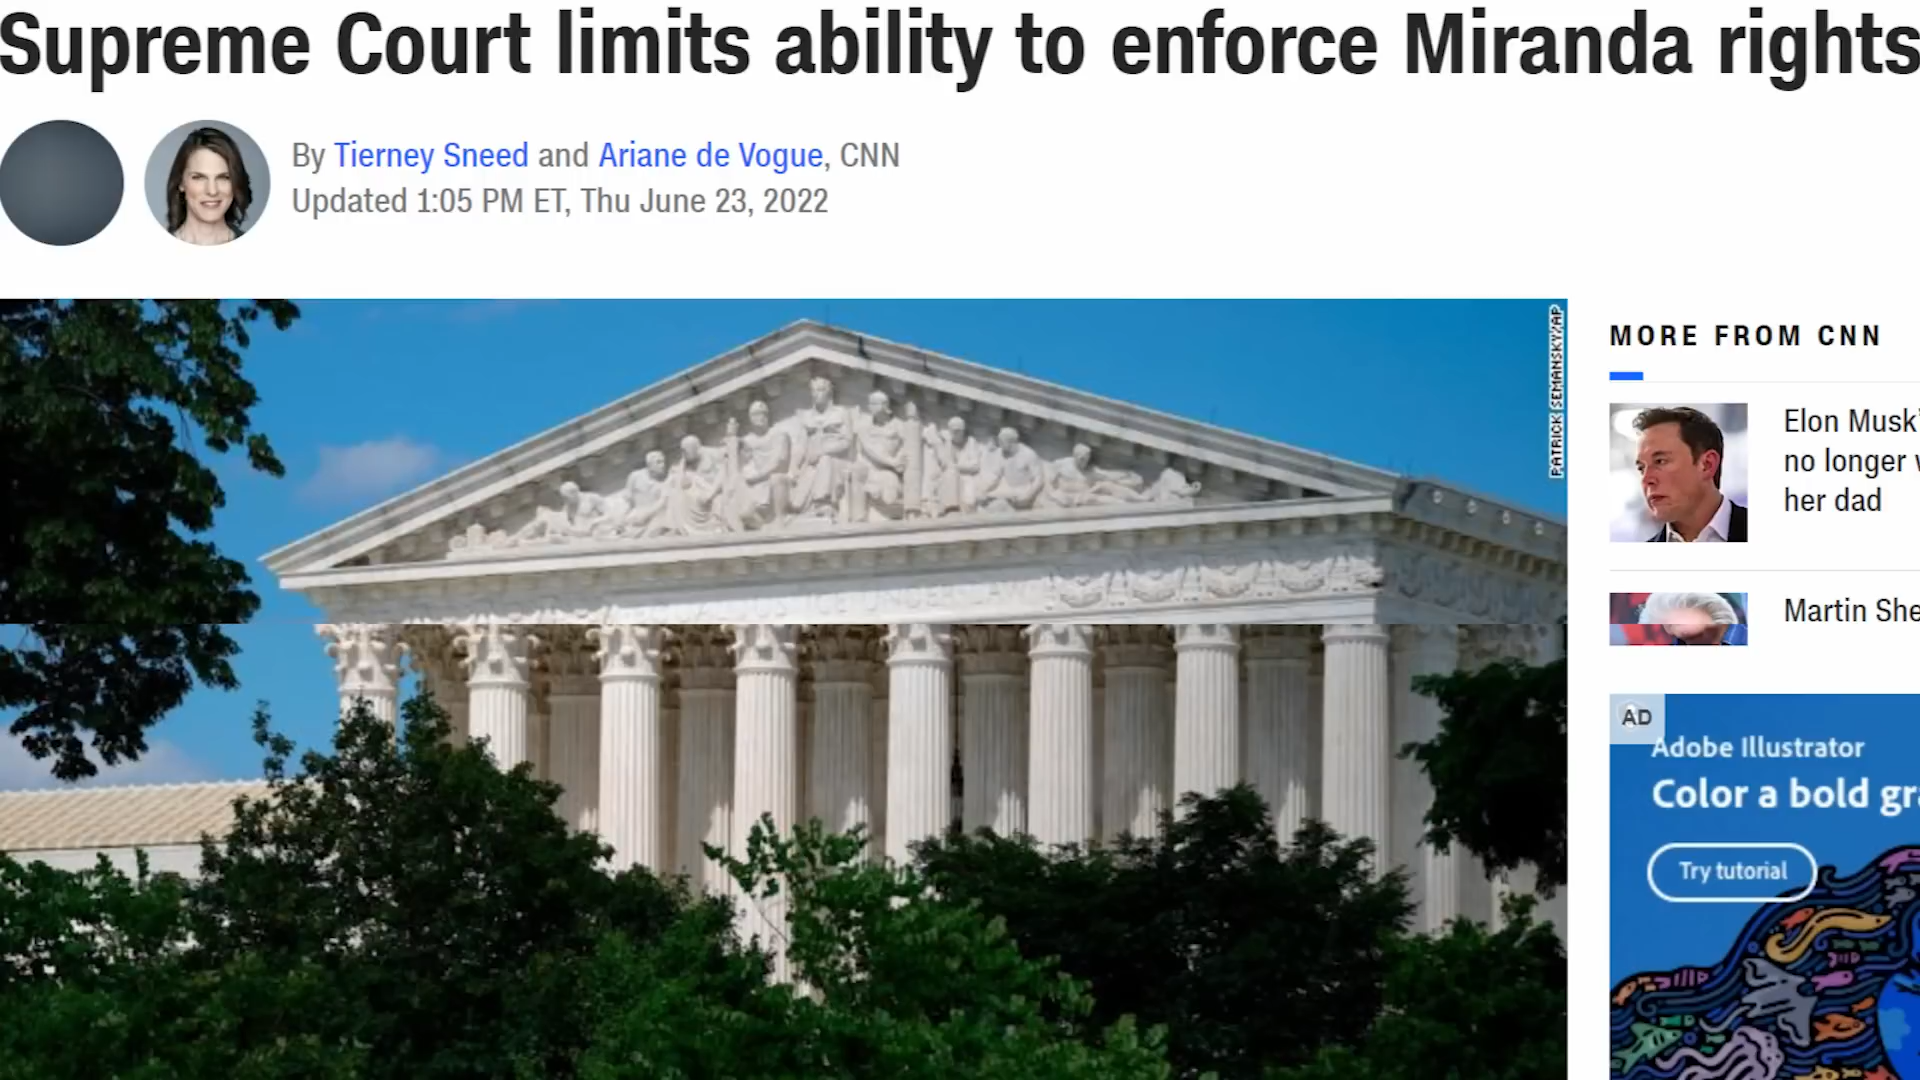 Supreme Court limits ability to enforce Miranda rights
By Tierney Sneed and Ariane de Vogue, CNN
Updated 1:05 PM ET, Thu June 23, 2022
PATRICK SEMANSKY/AP
MORE FROM CNN
Elon Musk'
no longer
her dad
Martin She
AD
Adobe Illustrator
Color a bold gra
Try tutorial